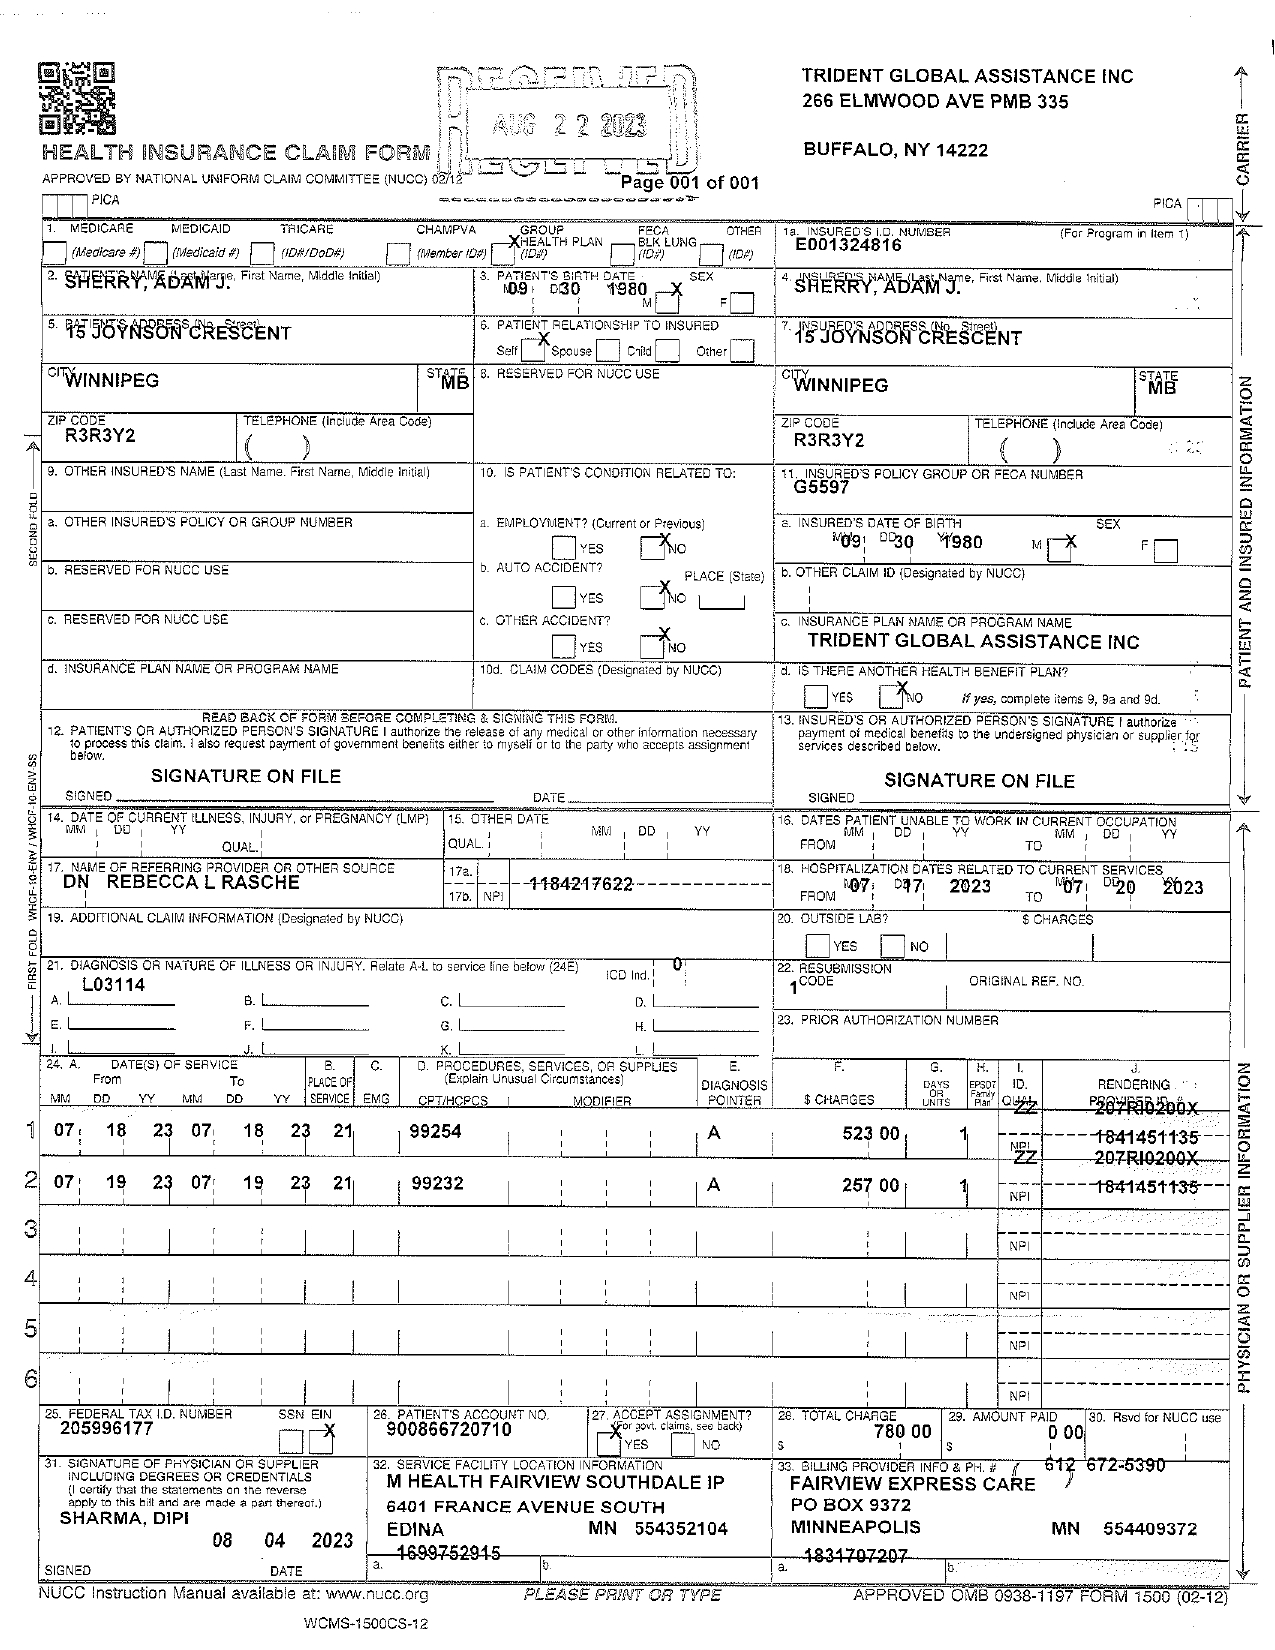 TRIDENT GLOBAL ASSISTANCE INC
266 ELMWOOD AVE PMB 335
BUFFALO, NY 14222
AUG 22 2023
HEALTH INSURANCE CLAIM FORM
APPROVED BY NATIONAL UNIFORM CLAIM COMMITTEE (NUCC) 02/12
Page 001 of 001
PICA PICA
CARRIER
1. MEDICARE MEDICAID TRICARE CHAMPVA GROUP HEALTH PLAN FECA BLK LUNG OTHER
(Medicare #) (Medicaid #) (ID#/DoD#) (Member ID#) X (ID#) (ID#) (ID#)
1a. INSURED'S I.D. NUMBER (For Program in Item 1)
E001324816
2. PATIENT'S NAME (Last Name, First Name, Middle Initial)
SHERRY, ADAM J.
3. PATIENT'S BIRTH DATE SEX
MM 09 DD 30 YY 1980 M X F
4. INSURED'S NAME (Last Name, First Name, Middle Initial)
SHERRY, ADAM J.
5. PATIENT'S ADDRESS (No., Street)
15 JOYNSON CRESCENT
6. PATIENT RELATIONSHIP TO INSURED
Self X Spouse Child Other
7. INSURED'S ADDRESS (No., Street)
15 JOYNSON CRESCENT
CITY WINNIPEG STATE MB
8. RESERVED FOR NUCC USE
CITY WINNIPEG STATE MB
ZIP CODE R3R3Y2 TELEPHONE (Include Area Code) ( )
ZIP CODE R3R3Y2 TELEPHONE (Include Area Code) ( )
9. OTHER INSURED'S NAME (Last Name, First Name, Middle Initial)
10. IS PATIENT'S CONDITION RELATED TO:
11. INSURED'S POLICY GROUP OR FECA NUMBER
G5597
a. OTHER INSURED'S POLICY OR GROUP NUMBER
a. EMPLOYMENT? (Current or Previous)
YES X NO
a. INSURED'S DATE OF BIRTH SEX
MM 09 DD 30 YY 1980 M X F
b. RESERVED FOR NUCC USE
b. AUTO ACCIDENT? PLACE (State)
YES X NO
b. OTHER CLAIM ID (Designated by NUCC)
c. RESERVED FOR NUCC USE
c. OTHER ACCIDENT?
YES X NO
c. INSURANCE PLAN NAME OR PROGRAM NAME
TRIDENT GLOBAL ASSISTANCE INC
d. INSURANCE PLAN NAME OR PROGRAM NAME
10d. CLAIM CODES (Designated by NUCC)
d. IS THERE ANOTHER HEALTH BENEFIT PLAN?
YES X NO If yes, complete items 9, 9a and 9d.
PATIENT AND INSURED INFORMATION
READ BACK OF FORM BEFORE COMPLETING & SIGNING THIS FORM.
12. PATIENT'S OR AUTHORIZED PERSON'S SIGNATURE I authorize the release of any medical or other information necessary
to process this claim. I also request payment of government benefits either to myself or to the party who accepts assignment
below.
SIGNATURE ON FILE
SIGNED DATE
13. INSURED'S OR AUTHORIZED PERSON'S SIGNATURE I authorize
payment of medical benefits to the undersigned physician or supplier for
services described below.
SIGNATURE ON FILE
SIGNED
SECOND FOLD
FIRST FOLD WHCF-10-ENV / WHCF-10-ENV-SS
14. DATE OF CURRENT ILLNESS, INJURY, or PREGNANCY (LMP)
MM DD YY QUAL.
15. OTHER DATE
QUAL. MM DD YY
16. DATES PATIENT UNABLE TO WORK IN CURRENT OCCUPATION
MM DD YY MM DD YY
FROM TO
17. NAME OF REFERRING PROVIDER OR OTHER SOURCE
DN REBECCA L RASCHE
17a.
17b. NPI 1184217622
18. HOSPITALIZATION DATES RELATED TO CURRENT SERVICES
FROM MM 07 DD 17 2023 TO MM 07 DD 20 YY 2023
19. ADDITIONAL CLAIM INFORMATION (Designated by NUCC)
20. OUTSIDE LAB? $ CHARGES
YES NO
21. DIAGNOSIS OR NATURE OF ILLNESS OR INJURY. Relate A-L to service line below (24E) ICD Ind. 0
A. L03114 B. C. D.
E. F. G. H.
I. J. K. L.
22. RESUBMISSION CODE ORIGINAL REF. NO.
1
23. PRIOR AUTHORIZATION NUMBER
24. A. DATE(S) OF SERVICE B. C. D. PROCEDURES, SERVICES, OR SUPPLIES E. F. G. H. I. J.
From To PLACE OF SERVICE EMG (Explain Unusual Circumstances) DIAGNOSIS POINTER $ CHARGES DAYS OR UNITS EPSDT Family Plan ID. QUAL. RENDERING PROVIDER ID. #
MM DD YY MM DD YY CPT/HCPCS MODIFIER
ZZ 207RI0200X
1 07 18 23 07 18 23 21 99254 A 523 00 1 NPI 1841451135
ZZ 207RI0200X
2 07 19 23 07 19 23 21 99232 A 257 00 1 NPI 1841451135
3 NPI
4 NPI
5 NPI
6 NPI
PHYSICIAN OR SUPPLIER INFORMATION
25. FEDERAL TAX I.D. NUMBER SSN EIN
205996177 X
26. PATIENT'S ACCOUNT NO.
900866720710
27. ACCEPT ASSIGNMENT?
(For govt. claims, see back)
X YES NO
28. TOTAL CHARGE
$ 780 00
29. AMOUNT PAID
$ 0 00
30. Rsvd for NUCC use
31. SIGNATURE OF PHYSICIAN OR SUPPLIER
INCLUDING DEGREES OR CREDENTIALS
(I certify that the statements on the reverse
apply to this bill and are made a part thereof.)
SHARMA, DIPI
08 04 2023
SIGNED DATE
32. SERVICE FACILITY LOCATION INFORMATION
M HEALTH FAIRVIEW SOUTHDALE IP
6401 FRANCE AVENUE SOUTH
EDINA MN 554352104
a. 1699752915 b.
33. BILLING PROVIDER INFO & PH. # ( 612 ) 672-5390
FAIRVIEW EXPRESS CARE
PO BOX 9372
MINNEAPOLIS MN 554409372
a. 1831707207 b.
NUCC Instruction Manual available at: www.nucc.org
PLEASE PRINT OR TYPE
APPROVED OMB 0938-1197 FORM 1500 (02-12)
WCMS-1500CS-12